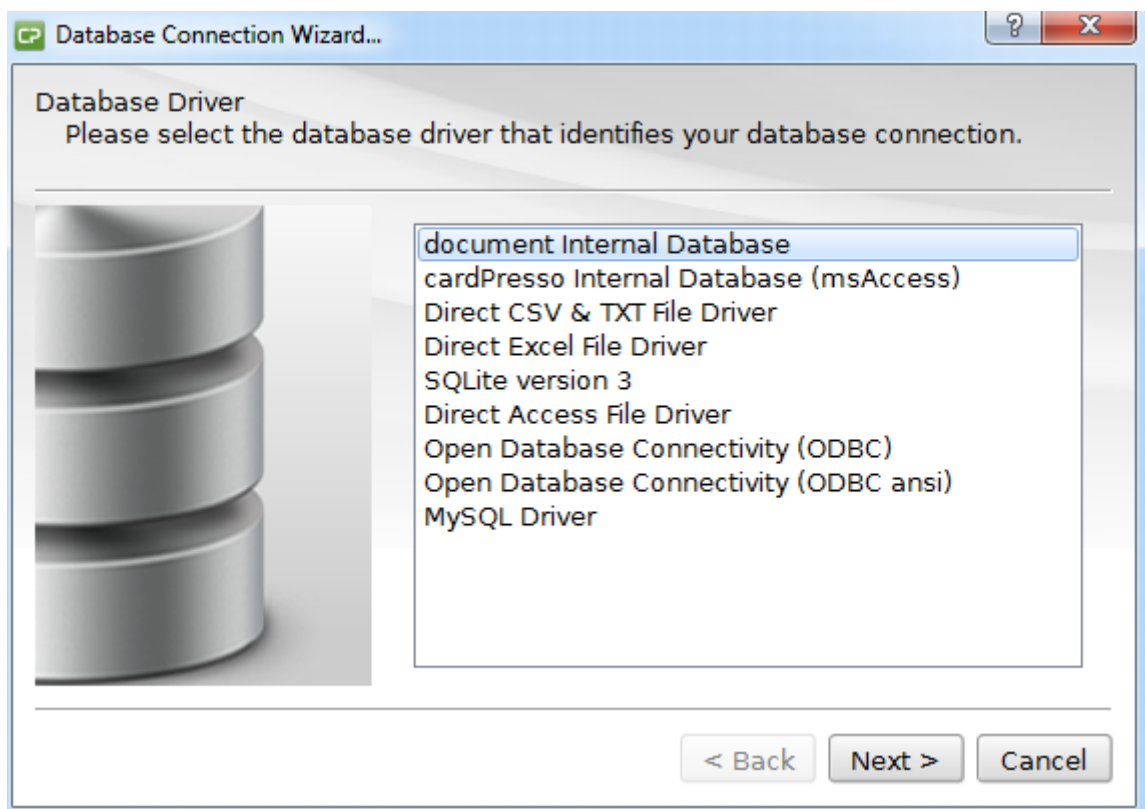 CP Database Connection Wizard...
?
X
Database Driver
Please select the database driver that identifies your database connection.
document Internal Database
cardPresso Internal Database (msAccess)
Direct CSV & TXT File Driver
Direct Excel File Driver
SQLite version 3
Direct Access File Driver
Open Database Connectivity (ODBC)
Open Database Connectivity (ODBC ansi)
MySQL Driver
< Back
Next >
Cancel